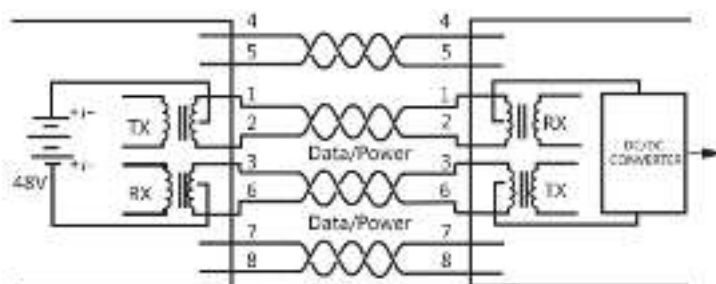 4 4
5 5
1 1
TX 2 2 RX
Data/Power
DC/DC
CONVERTER
3 3
48V RX 6 6 TX
Data/Power
7 7
8 8